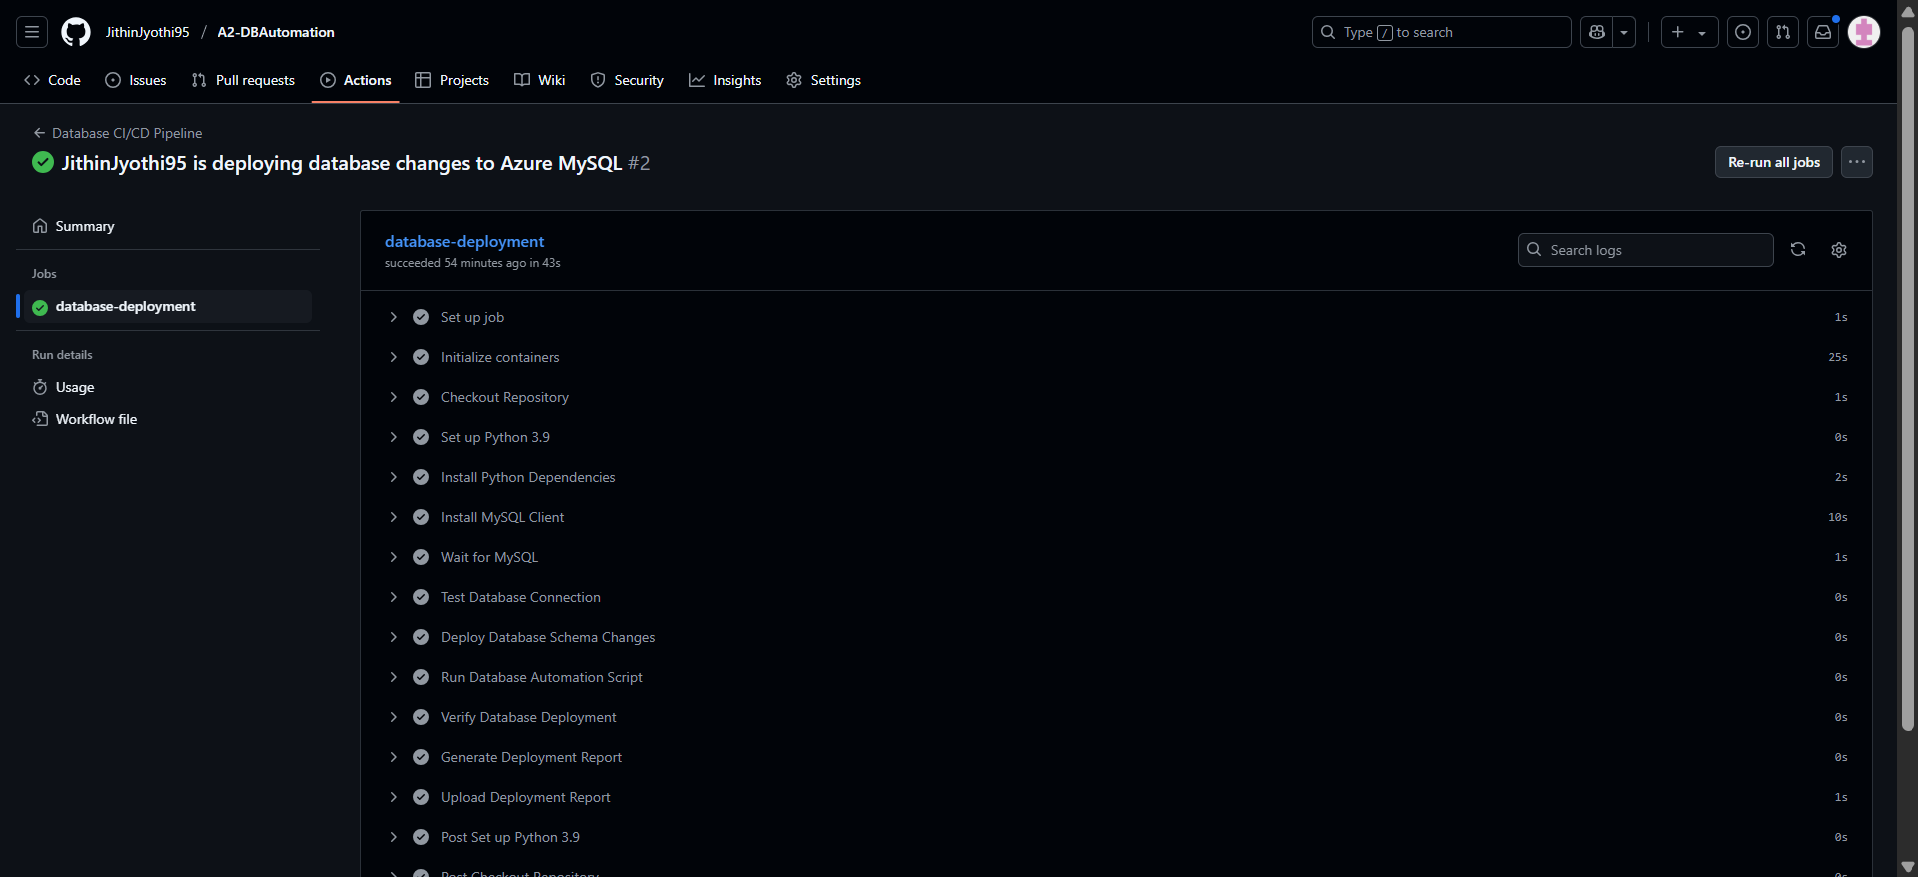 JithinJyothi95 / A2-DBAutomation
Type / to search
Code Issues Pull requests Actions Projects Wiki Security Insights Settings
Database CI/CD Pipeline
JithinJyothi95 is deploying database changes to Azure MySQL #2
Re-run all jobs
Summary
Jobs
database-deployment
Run details
Usage
Workflow file
database-deployment
succeeded 54 minutes ago in 43s
Search logs
Set up job 1s
Initialize containers 25s
Checkout Repository 1s
Set up Python 3.9 0s
Install Python Dependencies 2s
Install MySQL Client 10s
Wait for MySQL 1s
Test Database Connection 0s
Deploy Database Schema Changes 0s
Run Database Automation Script 0s
Verify Database Deployment 0s
Generate Deployment Report 0s
Upload Deployment Report 1s
Post Set up Python 3.9 0s
Post Checkout Repository 0s